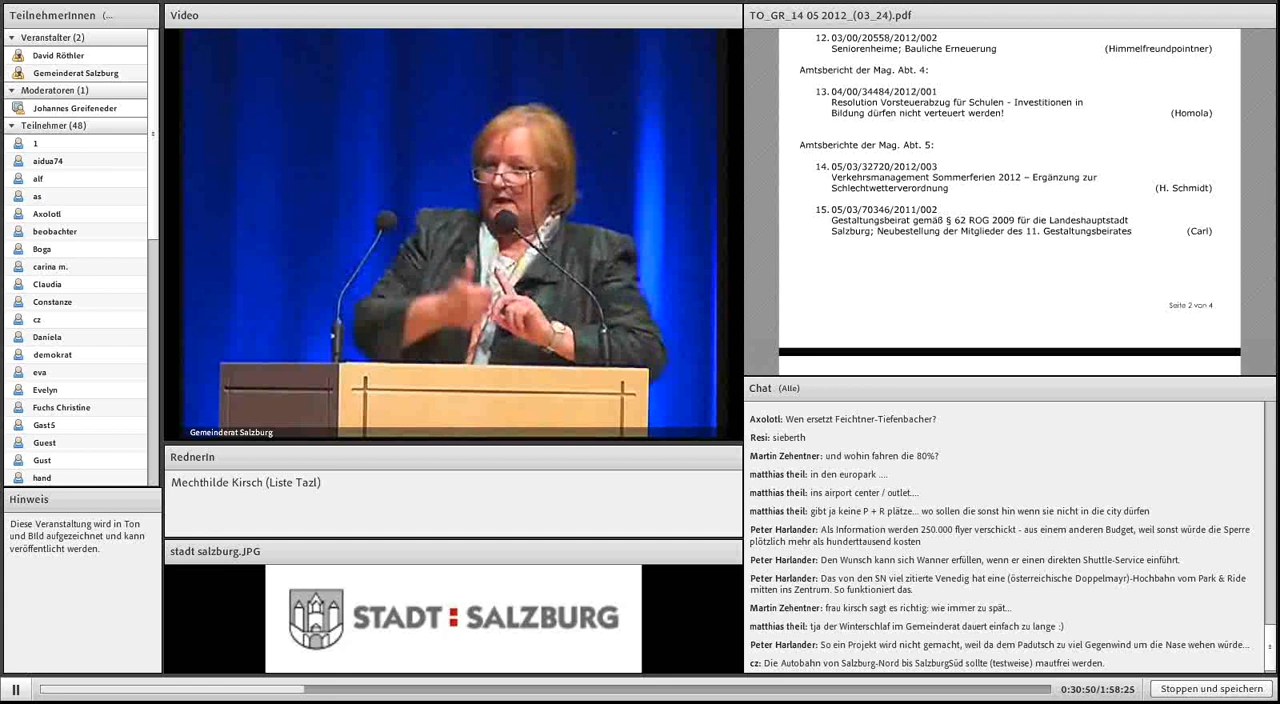 TeilnehmerInnen (...
Veranstalter (2)
David Röthler
Gemeinderat Salzburg
Moderatoren (1)
Johannes Greifeneder
Teilnehmer (48)
1
aidua74
alf
as
Axolotl
beobachter
Boga
carina m.
Claudia
Constanze
cz
Daniela
demokrat
eva
Evelyn
Fuchs Christine
Gast5
Guest
Gust
hand
Hinweis
Diese Veranstaltung wird in Ton
und BIld aufgezeichnet und kann
veröffentlicht werden.
Video
Gemeinderat Salzburg
RednerIn
Mechthilde Kirsch (Liste Tazl)
stadt salzburg.JPG
STADT : SALZBURG
TO_GR_14 05 2012_(03_24).pdf
12. 03/00/20558/2012/002
Seniorenheime; Bauliche Erneuerung (Himmelfreundpointner)
Amtsbericht der Mag. Abt. 4:
13. 04/00/34484/2012/001
Resolution Vorsteuerabzug für Schulen - Investitionen in
Bildung dürfen nicht verteuert werden! (Homola)
Amtsberichte der Mag. Abt. 5:
14. 05/03/32720/2012/003
Verkehrsmanagement Sommerferien 2012 – Ergänzung zur
Schlechtwetterverordnung (H. Schmidt)
15. 05/03/70346/2011/002
Gestaltungsbeirat gemäß § 62 ROG 2009 für die Landeshauptstadt
Salzburg; Neubestellung der Mitglieder des 11. Gestaltungsbeirates (Carl)
Seite 2 von 4
Chat (Alle)
Axolotl: Wen ersetzt Feichtner-Tiefenbacher?
Resi: sieberth
Martin Zehentner: und wohin fahren die 80%?
matthias theil: in den europark ....
matthias theil: ins airport center / outlet....
matthias theil: gibt ja keine P + R plätze... wo sollen die sonst hin wenn sie nicht in die city dürfen
Peter Harlander: Als Information werden 250.000 flyer verschickt - aus einem anderen Budget, weil sonst würde die Sperre
plötzlich mehr als hunderttausend kosten
Peter Harlander: Den Wunsch kann sich Wanner erfüllen, wenn er einen direkten Shuttle-Service einführt.
Peter Harlander: Das von den SN viel zitierte Venedig hat eine (österreichische Doppelmayr)-Hochbahn vom Park & Ride
mitten ins Zentrum. So funktioniert das.
Martin Zehentner: frau kirsch sagt es richtig: wie immer zu spät...
matthias theil: tja der Winterschlaf im Gemeinderat dauert einfach zu lange :)
Peter Harlander: So ein Projekt wird nicht gemacht, weil da dem Padutsch zu viel Gegenwind um die Nase wehen würde...
cz: Die Autobahn von Salzburg-Nord bis SalzburgSüd sollte (testweise) mautfrei werden.
0:30:50/1:58:25
Stoppen und speichern